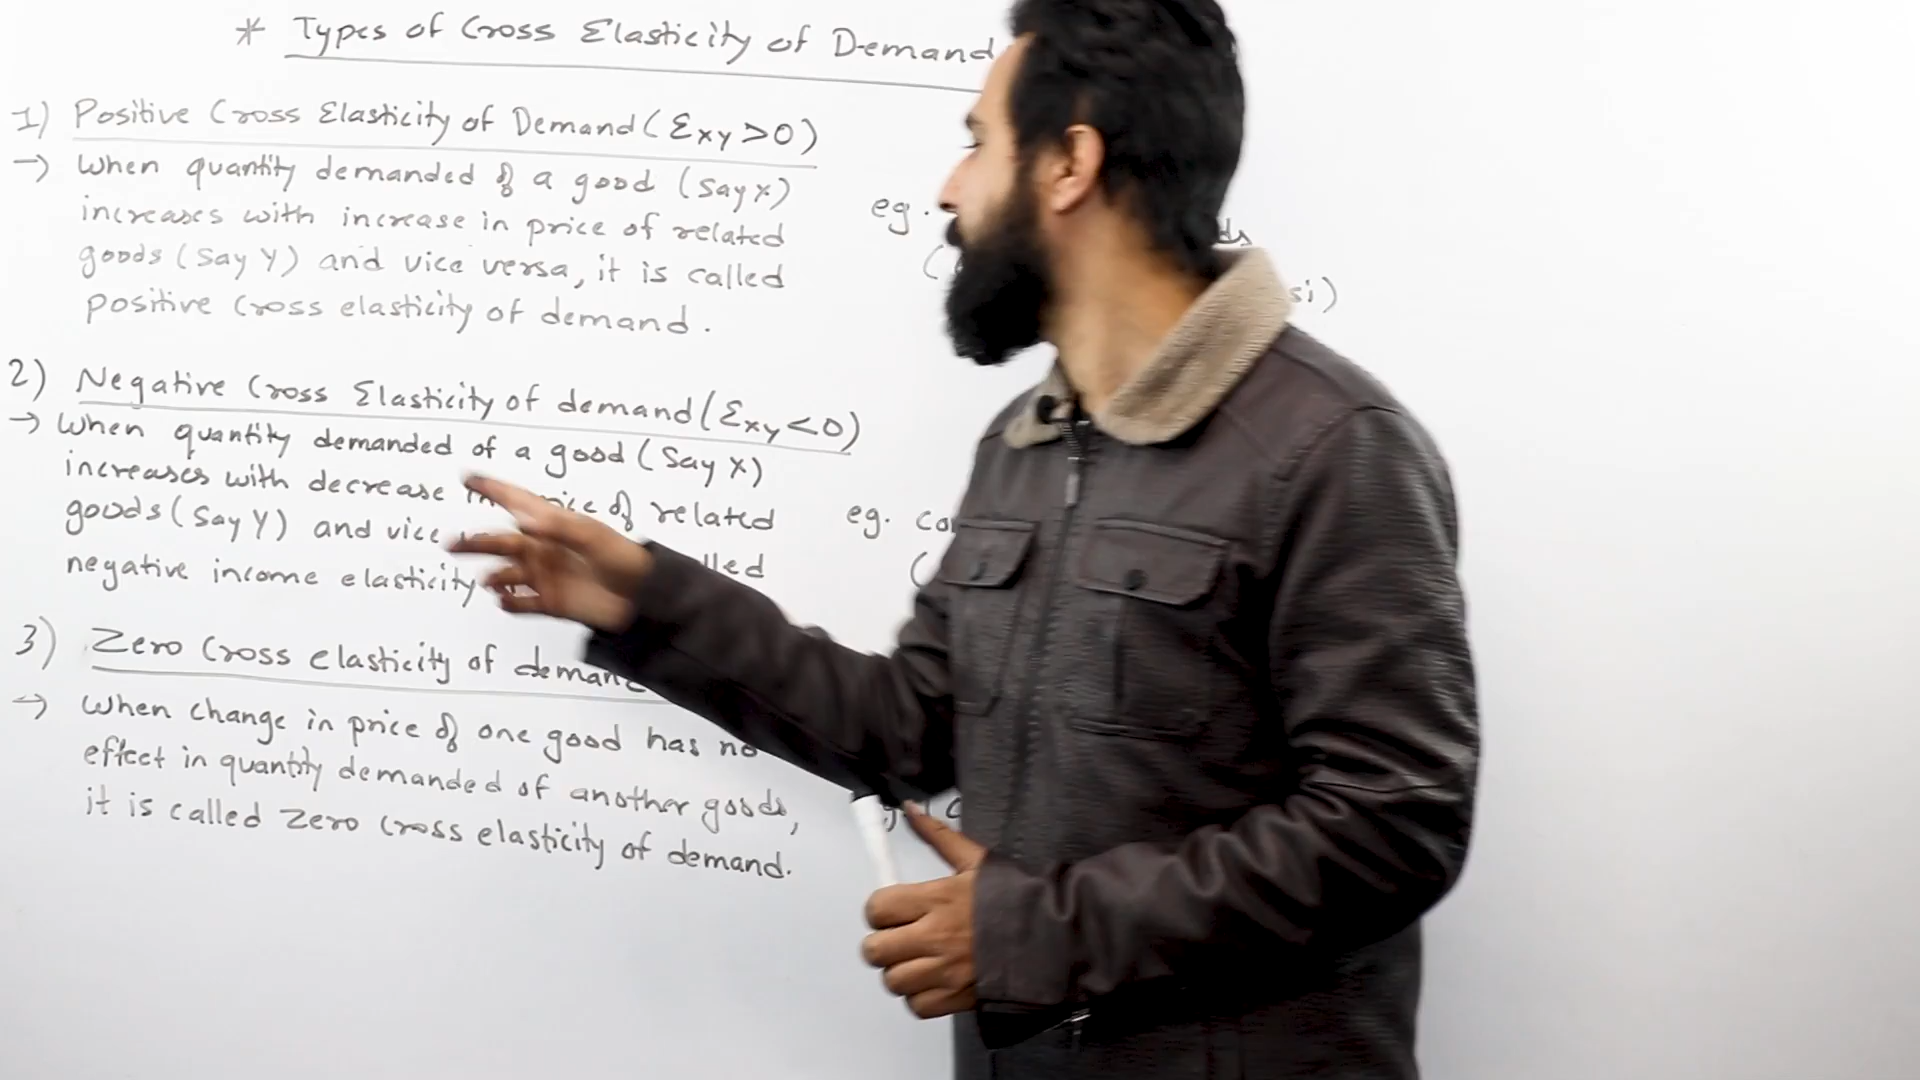 * Types of Cross Elasticity of Demand
1) Positive Cross Elasticity of Demand (Σxy>0)
→ When quantity demanded of a good (say x)
increases with increase in price of related
goods (say Y) and vice versa, it is called
positive cross elasticity of demand.
eg.
si)
2) Negative Cross Elasticity of demand (Σxy<0)
→ When quantity demanded of a good (say x)
increases with decrease of related
goods (say Y) and vice
negative income elasticity
eg.
3) Zero Cross elasticity of
→ When change in price of one good has no
effect in quantity demanded of another goods,
it is called Zero cross elasticity of demand.